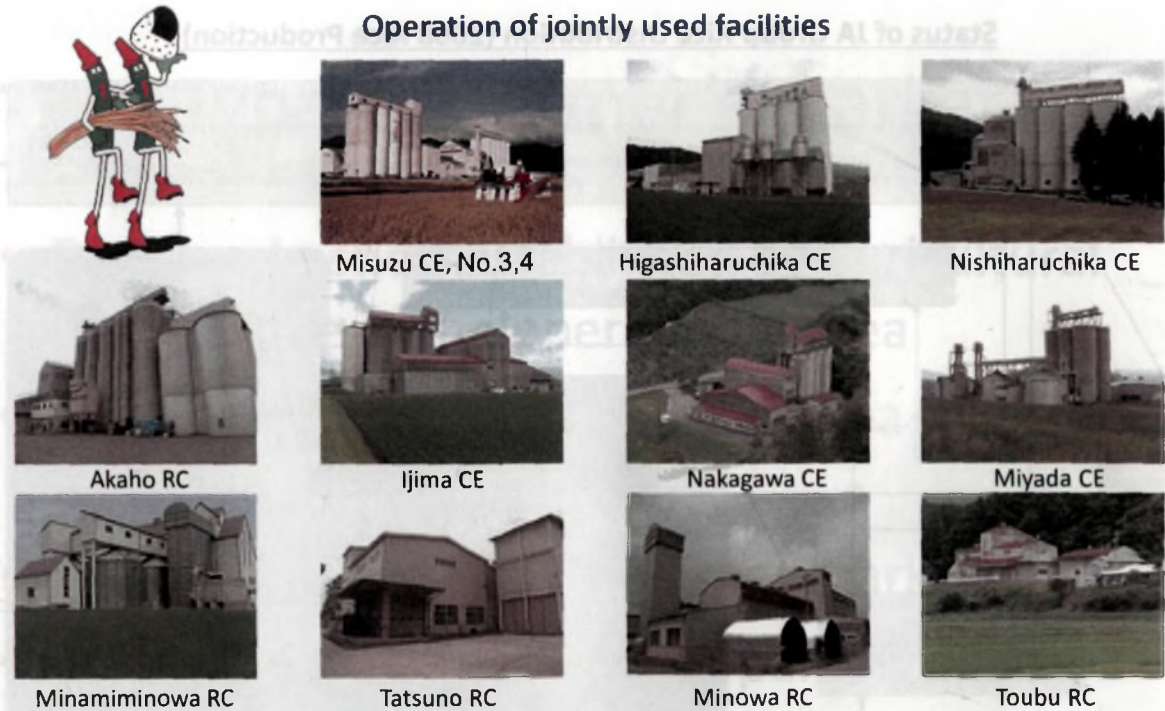 Operation of jointly used facilities
Misuzu CE, No.3,4
Higashiharuchika CE
Nishiharuchika CE
Akaho RC
Ijima CE
Nakagawa CE
Miyada CE
Minamiminowa RC
Tatsuno RC
Minowa RC
Toubu RC